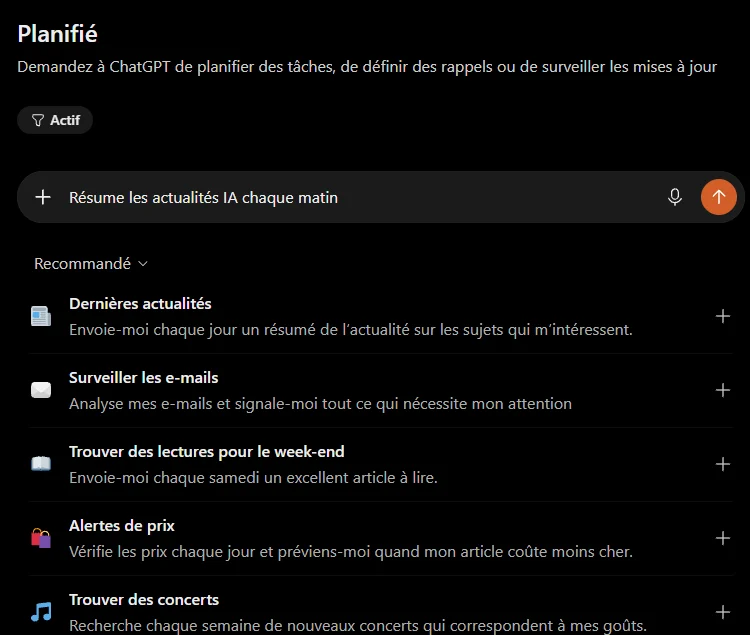 Planifié
Demandez à ChatGPT de planifier des tâches, de définir des rappels ou de surveiller les mises à jour
Actif
Résume les actualités IA chaque matin
Recommandé
Dernières actualités
Envoie-moi chaque jour un résumé de l’actualité sur les sujets qui m’intéressent.
Surveiller les e-mails
Analyse mes e-mails et signale-moi tout ce qui nécessite mon attention
Trouver des lectures pour le week-end
Envoie-moi chaque samedi un excellent article à lire.
Alertes de prix
Vérifie les prix chaque jour et préviens-moi quand mon article coûte moins cher.
Trouver des concerts
Recherche chaque semaine de nouveaux concerts qui correspondent à mes goûts.